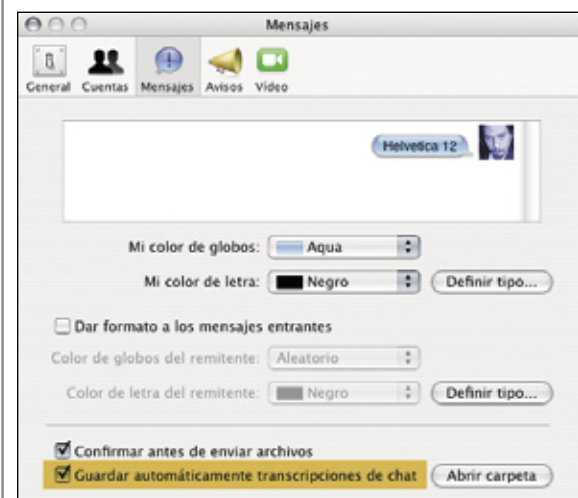 Mensajes
General Cuentas Mensajes Avisos Vídeo
Helvetica 12
Mi color de globos: Aqua
Mi color de letra: Negro Definir tipo...
Dar formato a los mensajes entrantes
Color de globos del remitente: Aleatorio
Color de letra del remitente: Negro Definir tipo...
Confirmar antes de enviar archivos
Guardar automáticamente transcripciones de chat Abrir carpeta